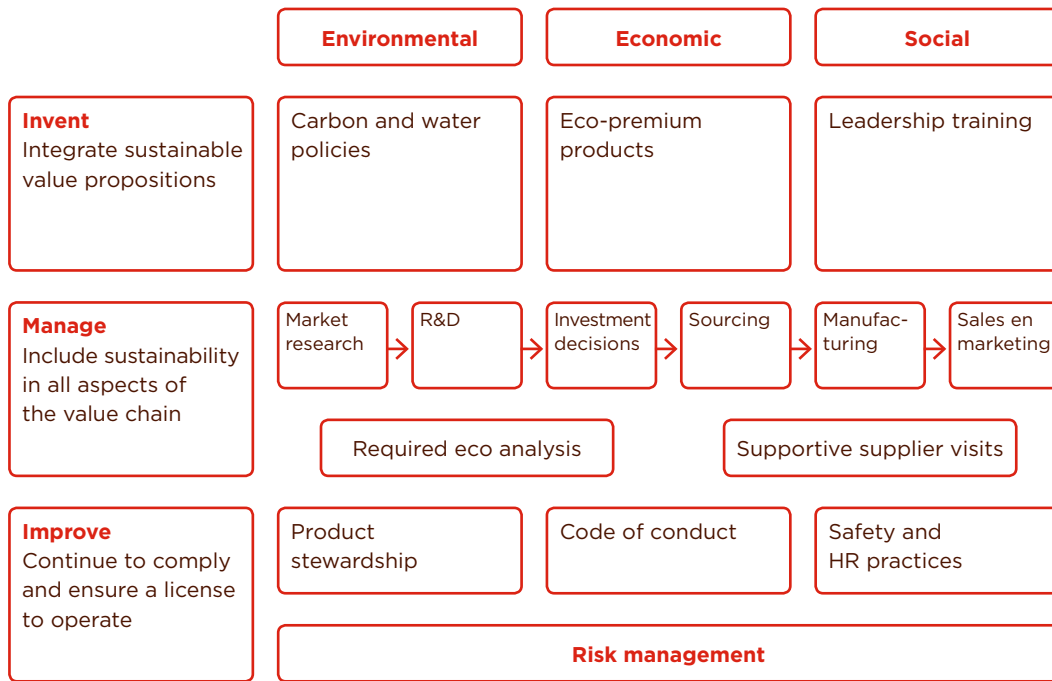 Environmental
Economic
Social
Invent
Integrate sustainable
value propositions
Carbon and water
policies
Eco-premium
products
Leadership training
Manage
Include sustainability
in all aspects of
the value chain
Market
research
R&D
Investment
decisions
Sourcing
Manufac-
turing
Sales en
marketing
Required eco analysis
Supportive supplier visits
Improve
Continue to comply
and ensure a license
to operate
Product
stewardship
Code of conduct
Safety and
HR practices
Risk management